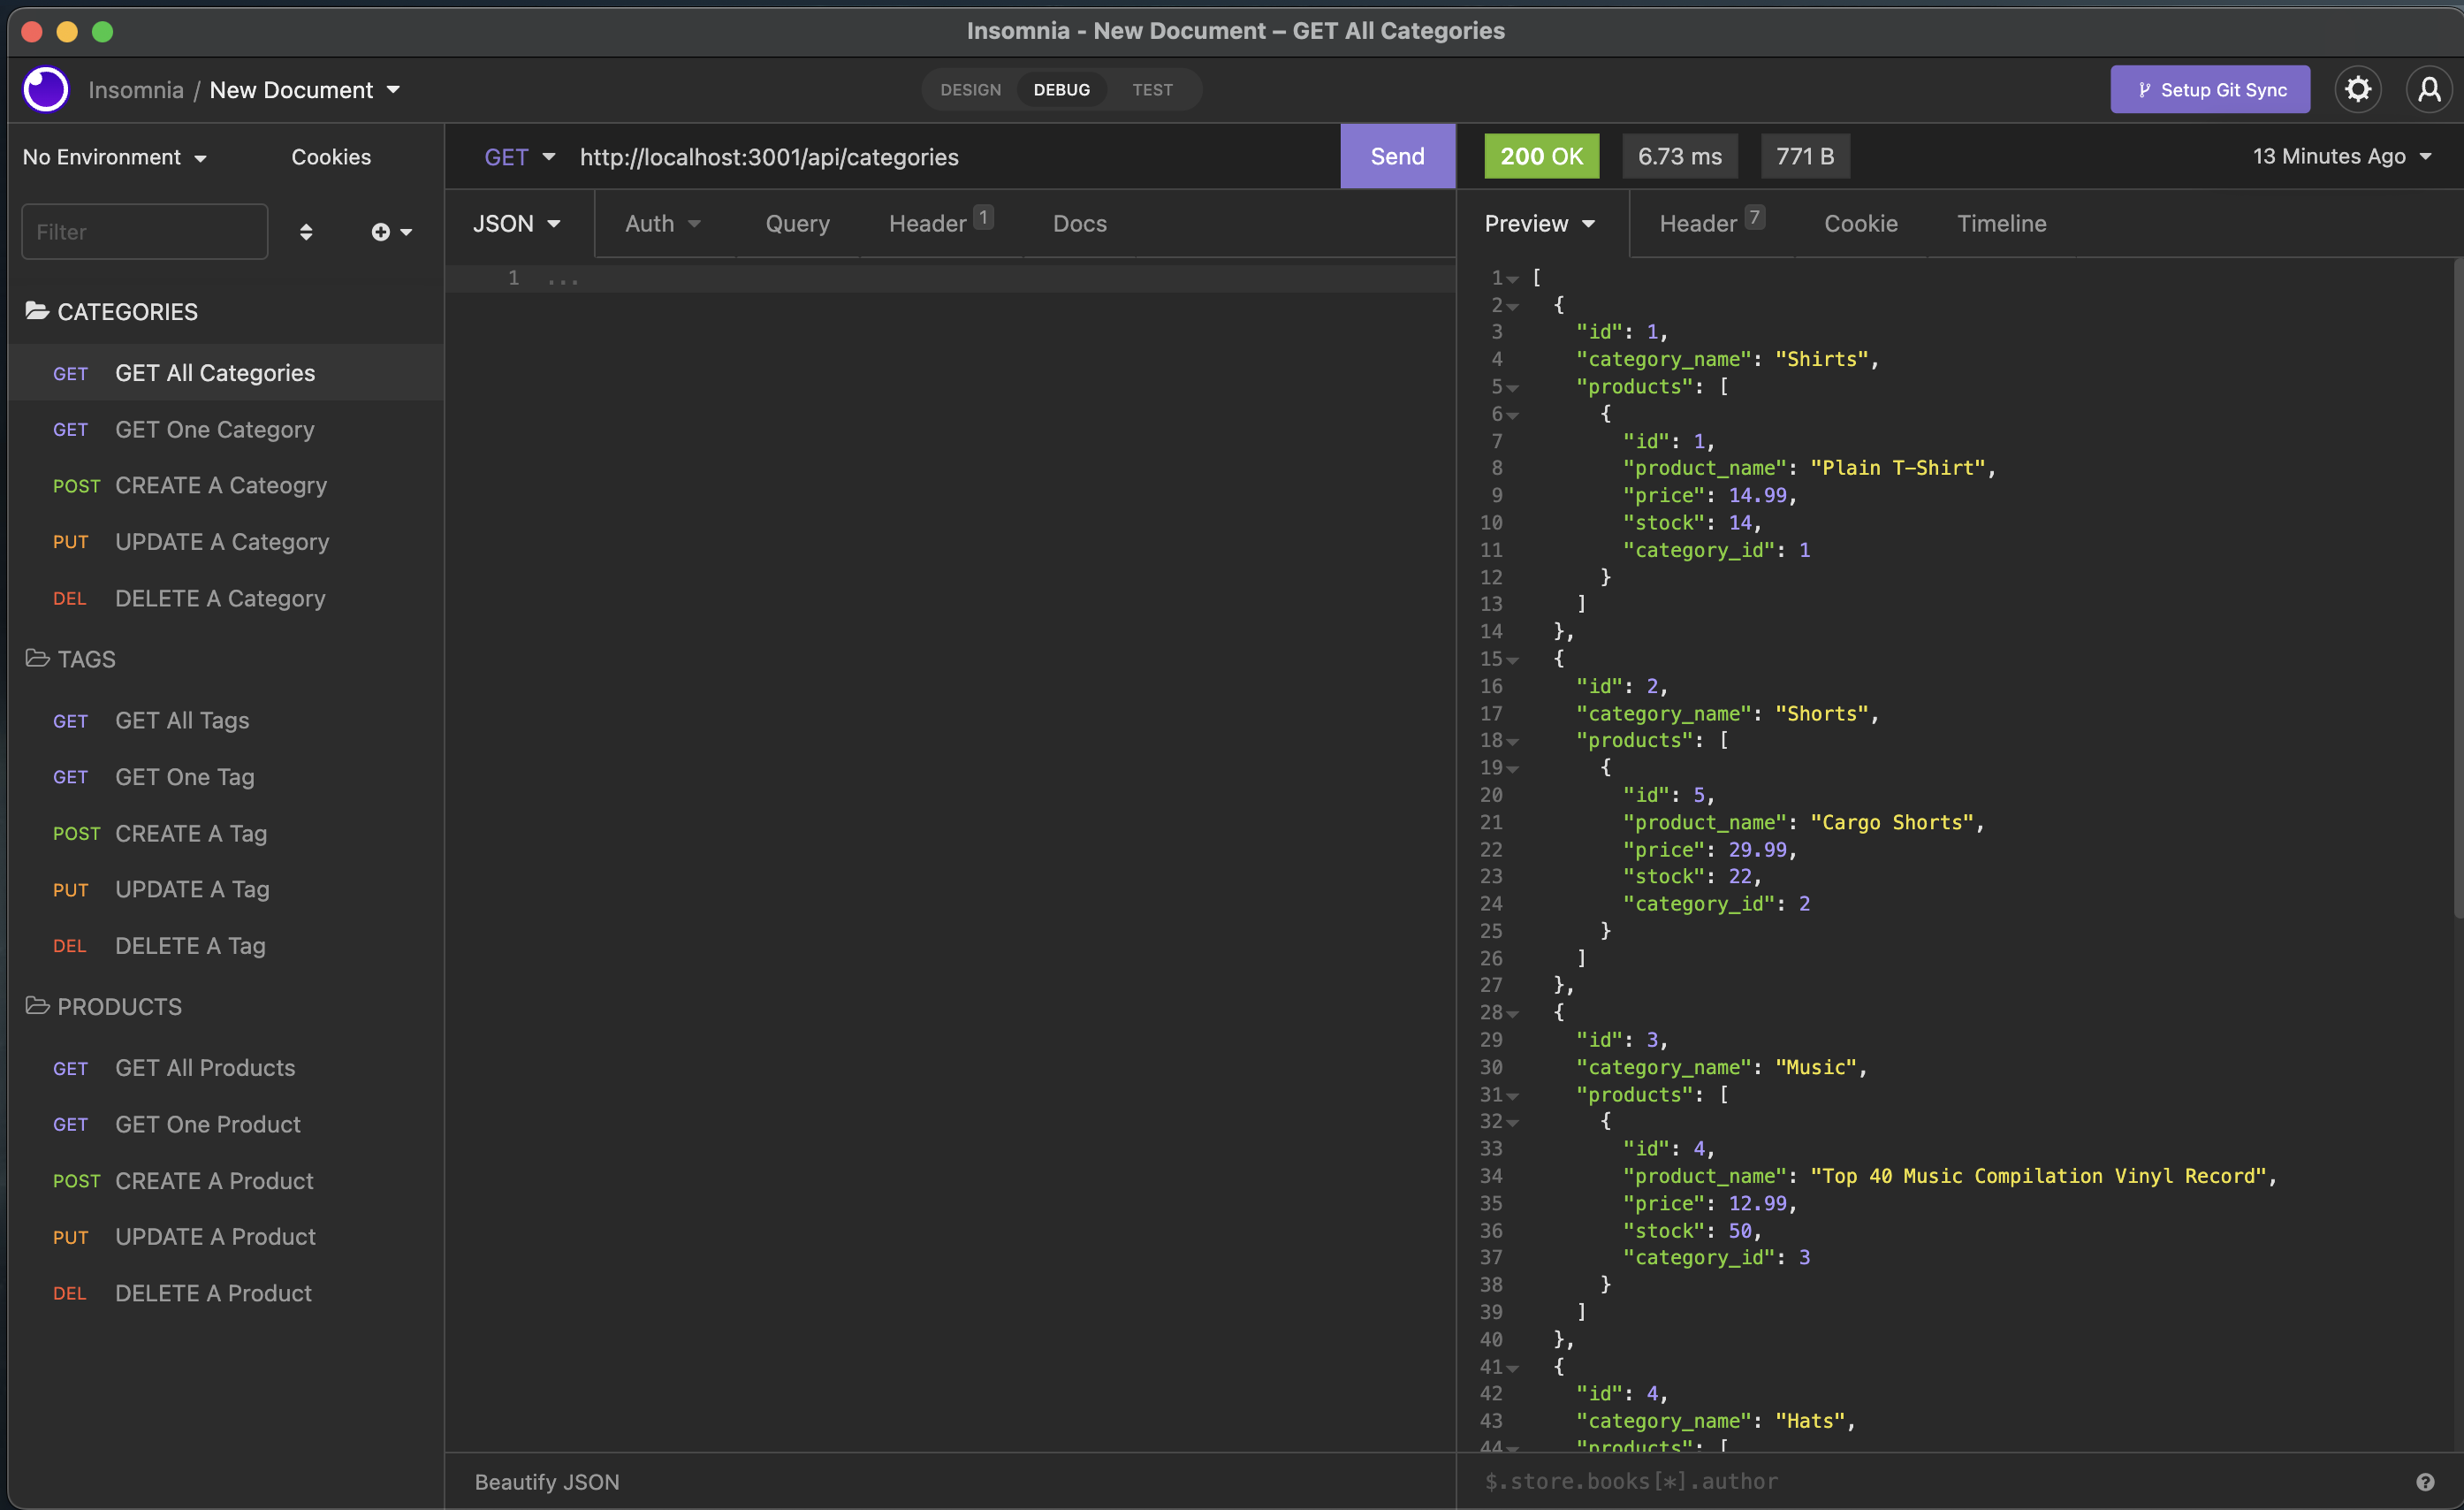 Insomnia - New Document – GET All Categories
Insomnia / New Document
DESIGN DEBUG TEST
Setup Git Sync
No Environment Cookies
GET http://localhost:3001/api/categories Send
200 OK 6.73 ms 771 B 13 Minutes Ago
Filter
JSON Auth Query Header 1 Docs
Preview Header 7 Cookie Timeline
CATEGORIES
GET GET All Categories
GET GET One Category
POST CREATE A Cateogry
PUT UPDATE A Category
DEL DELETE A Category
TAGS
GET GET All Tags
GET GET One Tag
POST CREATE A Tag
PUT UPDATE A Tag
DEL DELETE A Tag
PRODUCTS
GET GET All Products
GET GET One Product
POST CREATE A Product
PUT UPDATE A Product
DEL DELETE A Product
1 ...
Beautify JSON
1 [
2 {
3 "id": 1,
4 "category_name": "Shirts",
5 "products": [
6 {
7 "id": 1,
8 "product_name": "Plain T-Shirt",
9 "price": 14.99,
10 "stock": 14,
11 "category_id": 1
12 }
13 ]
14 },
15 {
16 "id": 2,
17 "category_name": "Shorts",
18 "products": [
19 {
20 "id": 5,
21 "product_name": "Cargo Shorts",
22 "price": 29.99,
23 "stock": 22,
24 "category_id": 2
25 }
26 ]
27 },
28 {
29 "id": 3,
30 "category_name": "Music",
31 "products": [
32 {
33 "id": 4,
34 "product_name": "Top 40 Music Compilation Vinyl Record",
35 "price": 12.99,
36 "stock": 50,
37 "category_id": 3
38 }
39 ]
40 },
41 {
42 "id": 4,
43 "category_name": "Hats",
44 "products": [
$.store.books[*].author